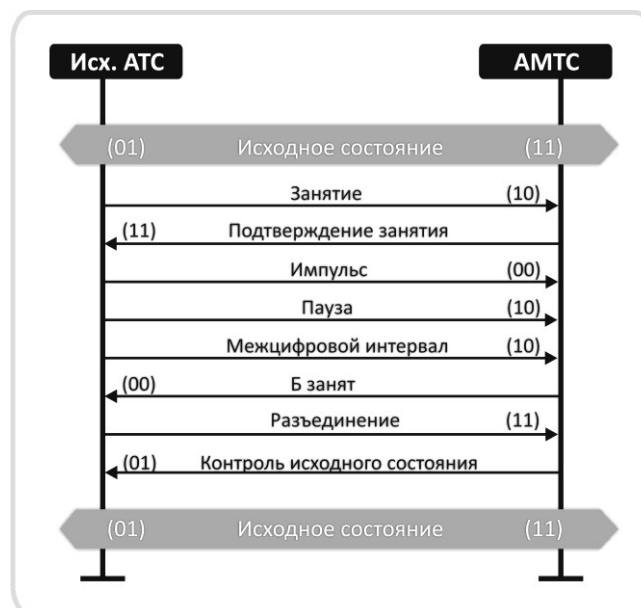 Исх. АТС АМТС
(01) Исходное состояние (11)
Занятие (10)
(11) Подтверждение занятия
Импульс (00)
Пауза (10)
Межцифровой интервал (10)
(00) Б занят
Разъединение (11)
(01) Контроль исходного состояния
(01) Исходное состояние (11)